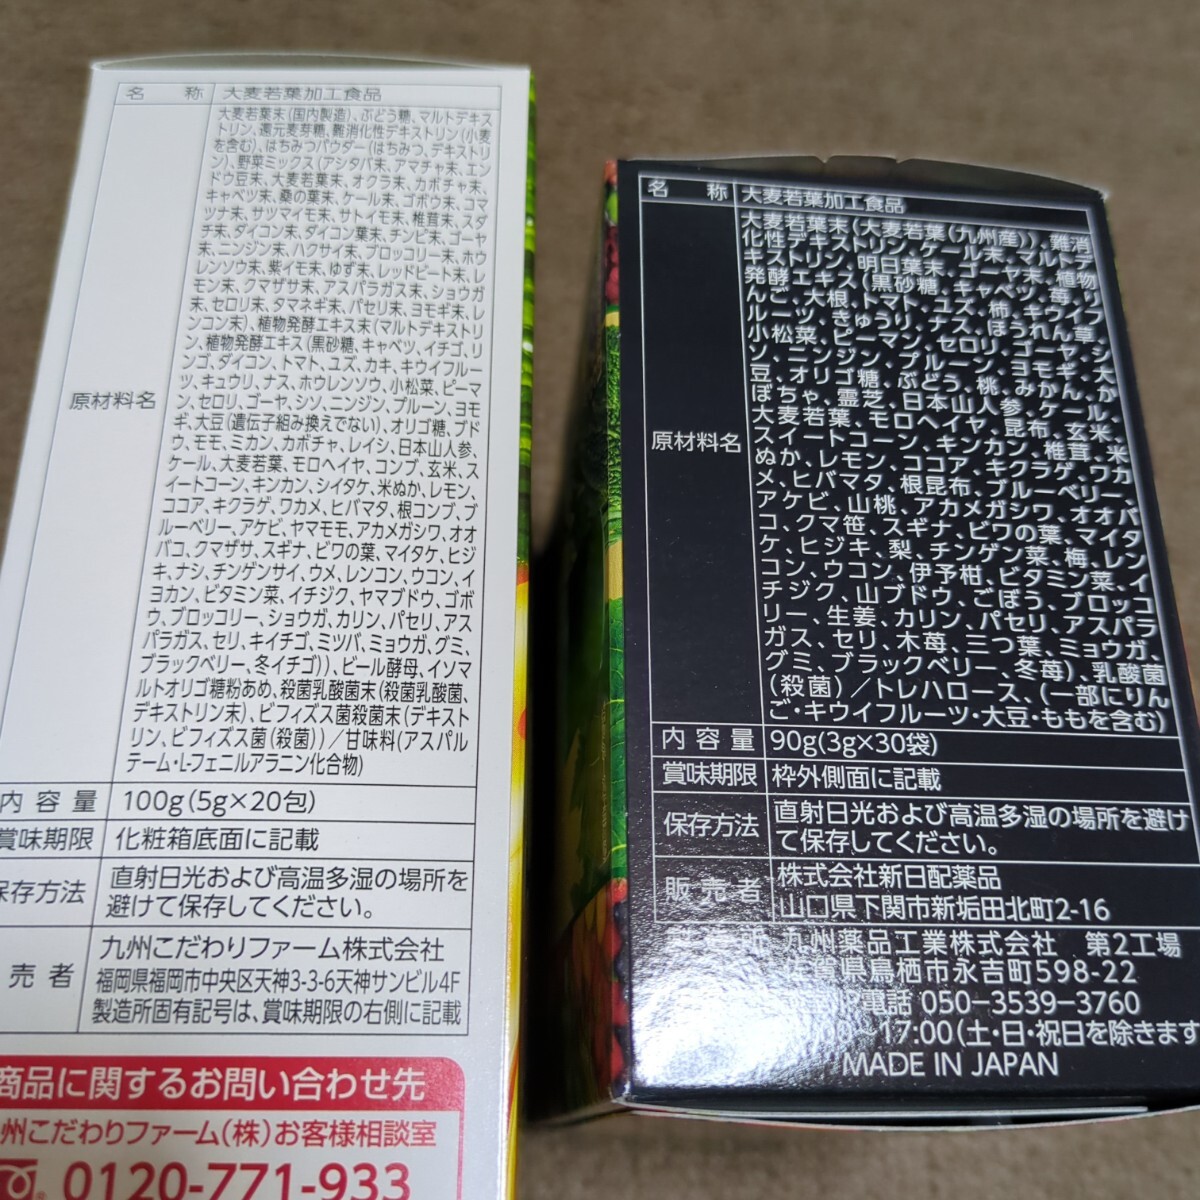 名 称 大麦若葉加工食品
原材料名
大麦若葉末(国内製造)、ぶどう糖、マルトデキス
トリン、還元麦芽糖、難消化性デキストリン(小麦
を含む)、はちみつパウダー(はちみつ、デキストリ
ン)、野菜ミックス(アシタバ末、アマチャ末、エン
ドウ豆末、大麦若葉末、オクラ末、カボチャ末、
キャベツ末、桑の葉末、ケール末、ゴボウ末、コマ
ツナ末、サツマイモ末、サトイモ末、椎茸末、スダ
チ末、ダイコン末、ダイコン葉末、チンピ末、ゴーヤ
末、ニンジン末、ハクサイ末、ブロッコリー末、ホウ
レンソウ末、紫イモ末、ゆず末、レッドビート末、レ
モン末、クマザサ末、アスパラガス末、ショウガ
末、セロリ末、タマネギ末、パセリ末、ヨモギ末、レ
ンコン末)、植物発酵エキス末(マルトデキストリ
ン、植物発酵エキス(黒砂糖、キャベツ、イチゴ、リ
ンゴ、ダイコン、トマト、ユズ、カキ、キウイフルー
ツ、キュウリ、ナス、ホウレンソウ、小松菜、ピーマ
ン、セロリ、ゴーヤ、シソ、ニンジン、プルーン、ヨモ
ギ、大豆(遺伝子組み換えでない)、オリゴ糖、ブド
ウ、モモ、ミカン、カボチャ、レイシ、日本山人参、
ケール、大麦若葉、モロヘイヤ、コンブ、玄米、ス
イートコーン、キンカン、シイタケ、米ぬか、レモン、
ココア、キクラゲ、ワカメ、ヒバマタ、根コンブ、ブ
ルーベリー、アケビ、ヤマモモ、アカメガシワ、オオ
バコ、クマザサ、スギナ、ビワの葉、マイタケ、ヒジ
キ、ナシ、チンゲンサイ、ウメ、レンコン、ウコン、イ
ヨカン、ビタミン菜、イチジク、ヤマブドウ、ゴボ
ウ、ブロッコリー、ショウガ、カリン、パセリ、アス
パラガス、セリ、キイチゴ、ミツバ、ミョウガ、グミ、
ブラックベリー、冬イチゴ))、ビール酵母、イソマ
ルトオリゴ糖粉あめ、殺菌乳酸菌末(殺菌乳酸菌、
デキストリン末)、ビフィズス菌殺菌末(デキスト
リン、ビフィズス菌(殺菌))/甘味料(アスパル
テーム・L-フェニルアラニン化合物)
内 容 量 100g(5g×20包)
賞味期限 化粧箱底面に記載
保存方法 直射日光および高温多湿の場所を
避けて保存してください。
売 者 九州こだわりファーム株式会社
福岡県福岡市中央区天神3-3-6天神サンビル4F
製造所固有記号は、賞味期限の右側に記載
商品に関するお問い合わせ先
州こだわりファーム(株)お客様相談室
0120-771-933
名 称 大麦若葉加工食品
原材料名
大麦若葉末(大麦若葉(九州産))、難消
化性デキストリン、ケール末、マルトデ
キストリン、明日葉末、ゴーヤ末、植物
発酵エキス(黒砂糖、キャベツ、苺、り
んご、大根、トマト、ユズ、柿、キウイフ
ルーツ、きゅうり、ナス、ほうれん草、
小松菜、ピーマン、セロリ、ゴーヤ、シ
ソ、ニンジン、プルーン、ヨモギ、大
豆、オリゴ糖、ぶどう、桃、みかん、か
ぼちゃ、霊芝、日本山人参、ケール、
大麦若葉、モロヘイヤ、昆布、玄米、
スイートコーン、キンカン、椎茸、米
ぬか、レモン、ココア、キクラゲ、ワカ
メ、ヒバマタ、根昆布、ブルーベリー、
アケビ、山桃、アカメガシワ、オオバ
コ、クマ笹、スギナ、ビワの葉、マイタ
ケ、ヒジキ、梨、チンゲン菜、梅、レン
コン、ウコン、伊予柑、ビタミン菜、イ
チジク、山ブドウ、ごぼう、ブロッコ
リー、生姜、カリン、パセリ、アスパラ
ガス、セリ、木苺、三つ葉、ミョウガ、
グミ、ブラックベリー、冬苺)、乳酸菌
(殺菌)/トレハロース、(一部にりん
ご・キウイフルーツ・大豆・ももを含む)
内 容 量 90g(3g×30袋)
賞味期限 枠外側面に記載
保存方法 直射日光および高温多湿の場所を避け
て保存してください。
販 売 者 株式会社新日配薬品
山口県下関市新垢田北町2-16
所 九州薬品工業株式会社 第2工場
佐賀県鳥栖市永吉町598-22
電話 050-3539-3760
~17:00(土・日・祝日を除きます
MADE IN JAPAN